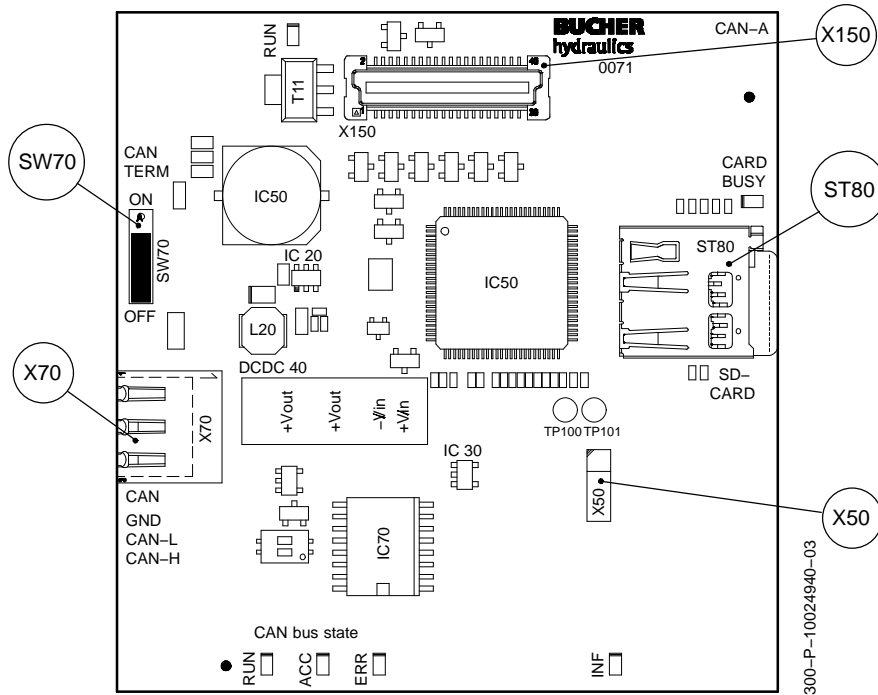 RUN
BUCHER
hydraulics
0071
CAN–A
X150
T11
2
40
1
39
X150
SW70
CAN
TERM
ON
SW70
OFF
IC50
IC 20
L20
IC50
CARD
BUSY
ST80
ST80
SD–
CARD
X70
X70
DCDC 40
+Vout
+Vout
–Vin
+Vin
TP100
TP101
IC 30
X50
X50
CAN
GND
CAN–L
CAN–H
IC70
CAN bus state
RUN
ACC
ERR
INF
300–P–10024940–03